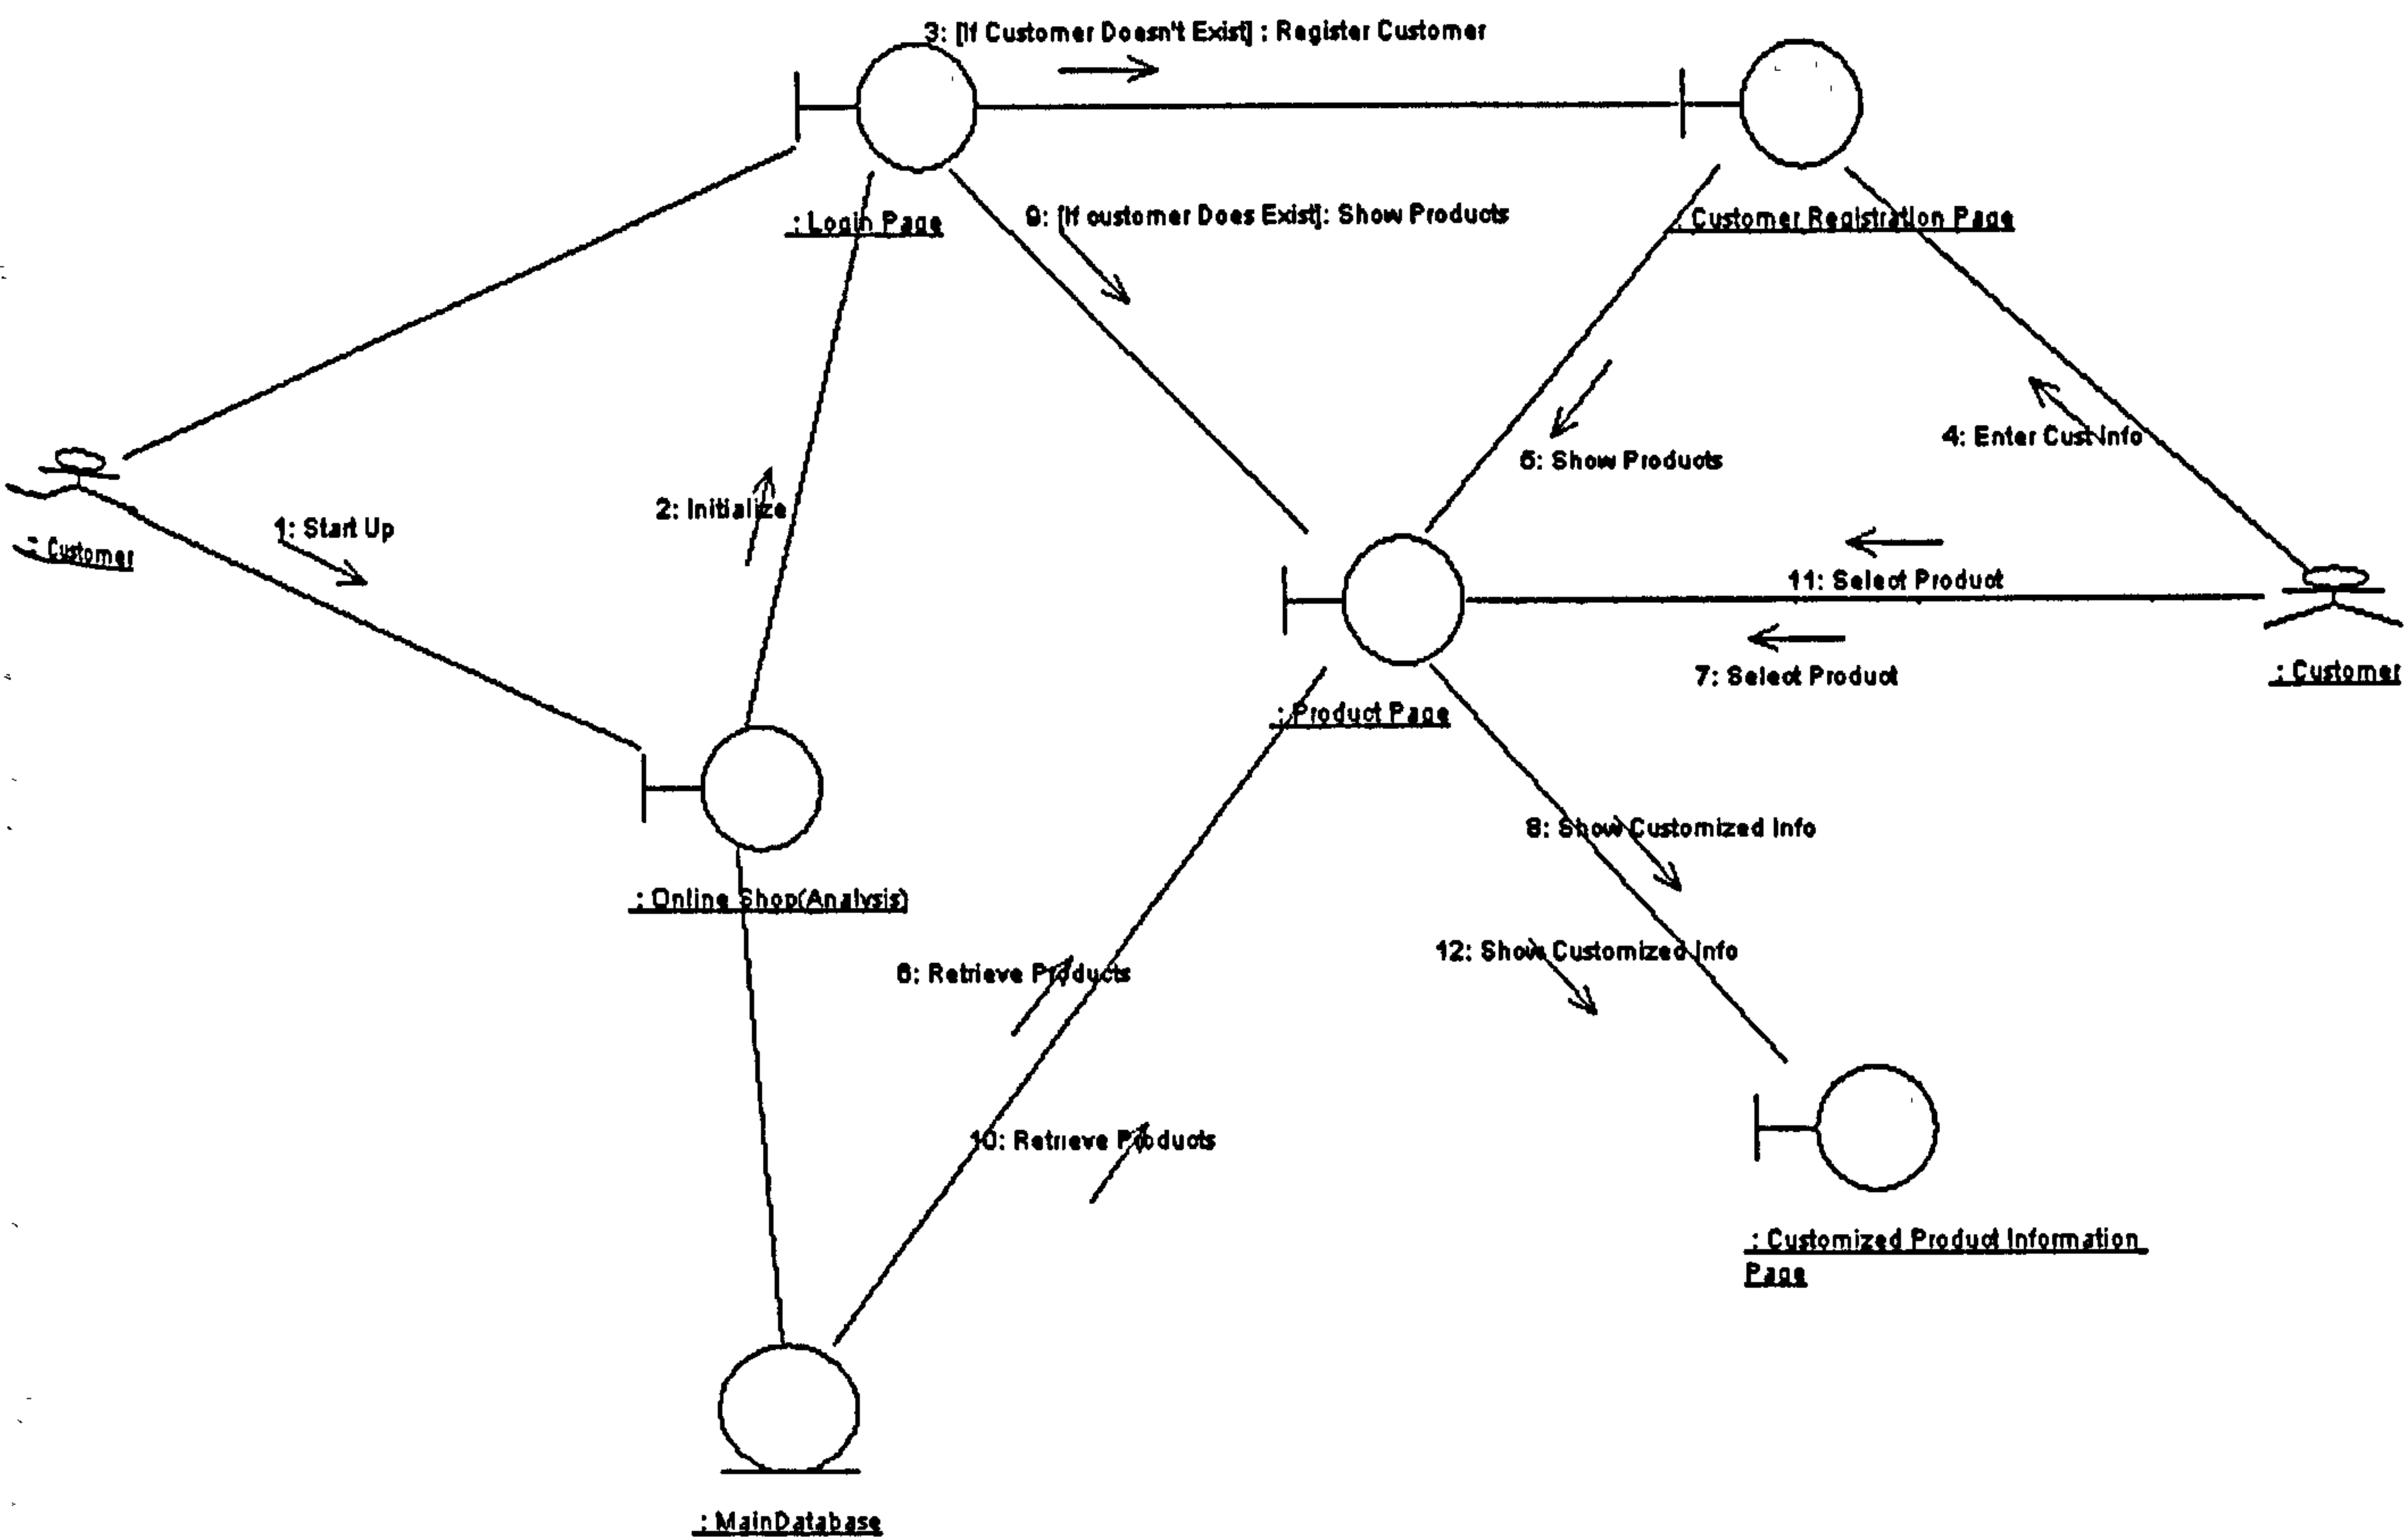 3: [If Customer Doesn't Exist] : Register Customer
: Login Page
9: [If customer Does Exist]: Show Products
: Customer Registration Page
4: Enter Cust Info
5: Show Products
2: Initialize
1: Start Up
: Customer
11: Select Product
7: Select Product
: Customer
: Product Page
8: Show Customized Info
: Online Shop(Analysis)
12: Show Customized Info
6: Retrieve Products
10: Retrieve Products
: Customized Product Information
Page
: MainDatabase